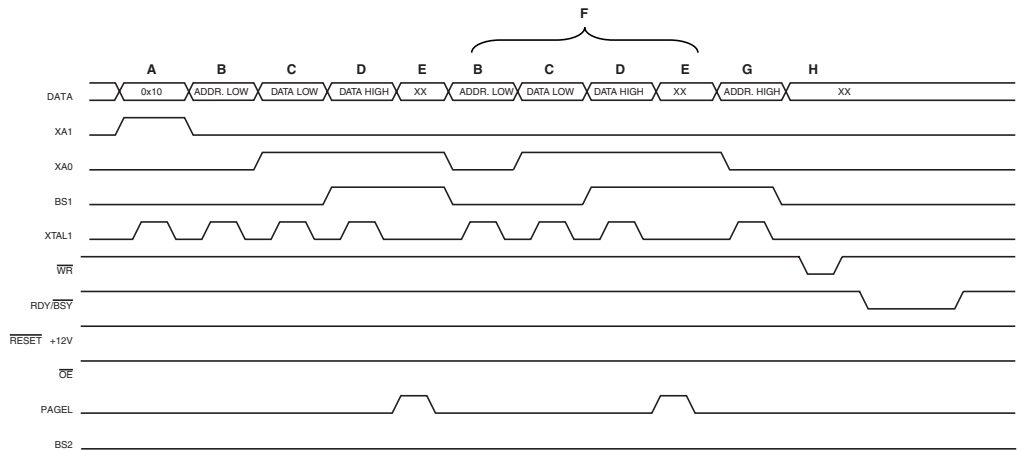 F
A B C D E B C D E G H
DATA 0x10 ADDR. LOW DATA LOW DATA HIGH XX ADDR. LOW DATA LOW DATA HIGH XX ADDR. HIGH XX
XA1
XA0
BS1
XTAL1
WR
RDY/BSY
RESET +12V
OE
PAGEL
BS2